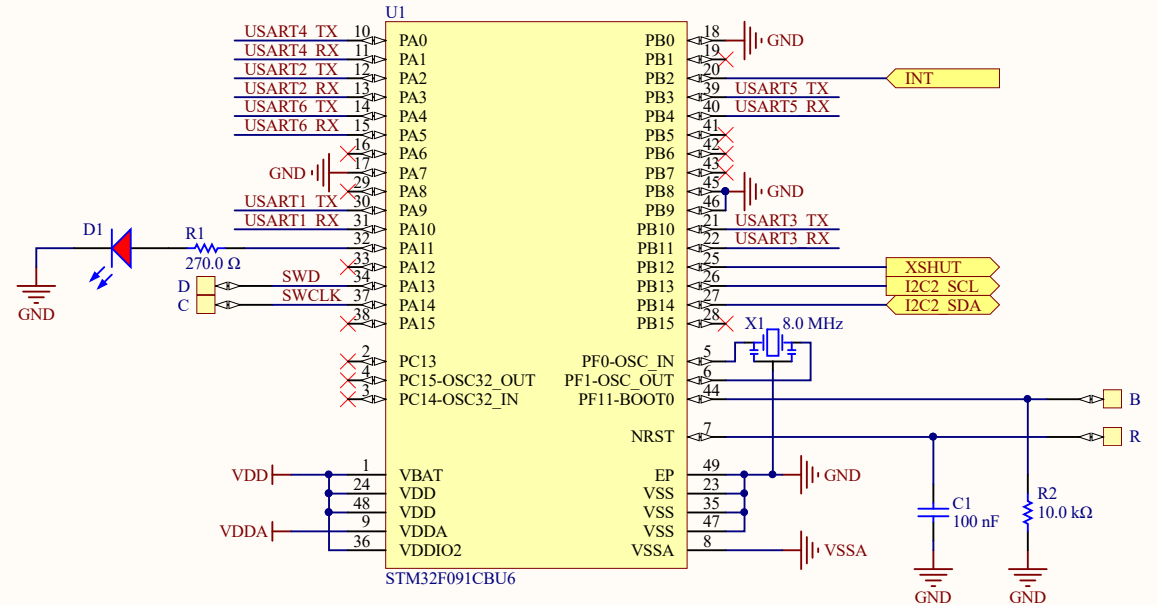 U1
USART4_TX 10 PA0 PB0 18 GND
USART4_RX 11 PA1 PB1 19
USART2_TX 12 PA2 PB2 20 INT
USART2_RX 13 PA3 PB3 39 USART5_TX
USART6_TX 14 PA4 PB4 40 USART5_RX
USART6_RX 15 PA5 PB5 41
16 PA6 PB6 42
GND 17 PA7 PB7 43
29 PA8 PB8 45 GND
USART1_TX 30 PA9 PB9 46
USART1_RX 31 PA10 PB10 21 USART3_TX
D1 R1 32 PA11 PB11 22 USART3_RX
270.0 Ω 33 PA12 PB12 25 XSHUT
D SWD 34 PA13 PB13 26 I2C2_SCL
C SWCLK 37 PA14 PB14 27 I2C2_SDA
GND 38 PA15 PB15 28 X1 8.0 MHz
2 PC13 PF0-OSC_IN 5
4 PC15-OSC32_OUT PF1-OSC_OUT 6
3 PC14-OSC32_IN PF11-BOOT0 44 B
NRST 7 R
VDD 1 VBAT EP 49 GND
24 VDD VSS 23 R2
48 VDD VSS 35 C1 10.0 kΩ
VDDA 9 VDDA VSS 47 100 nF
36 VDDIO2 VSSA 8 VSSA
STM32F091CBU6
GND GND